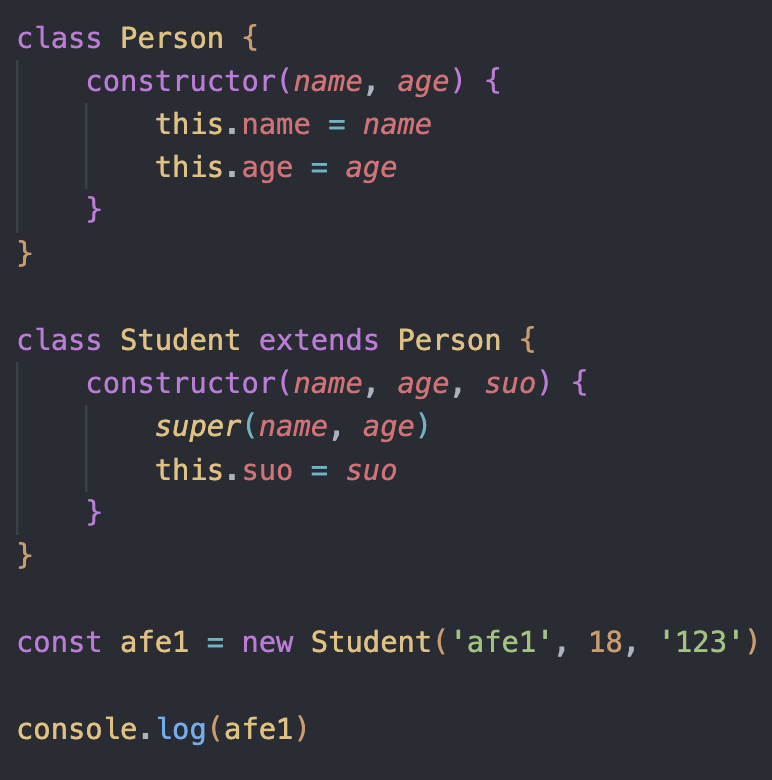 class Person {
    constructor(name, age) {
        this.name = name
        this.age = age
    }
}

class Student extends Person {
    constructor(name, age, suo) {
        super(name, age)
        this.suo = suo
    }
}

const afe1 = new Student('afe1', 18, '123')

console.log(afe1)